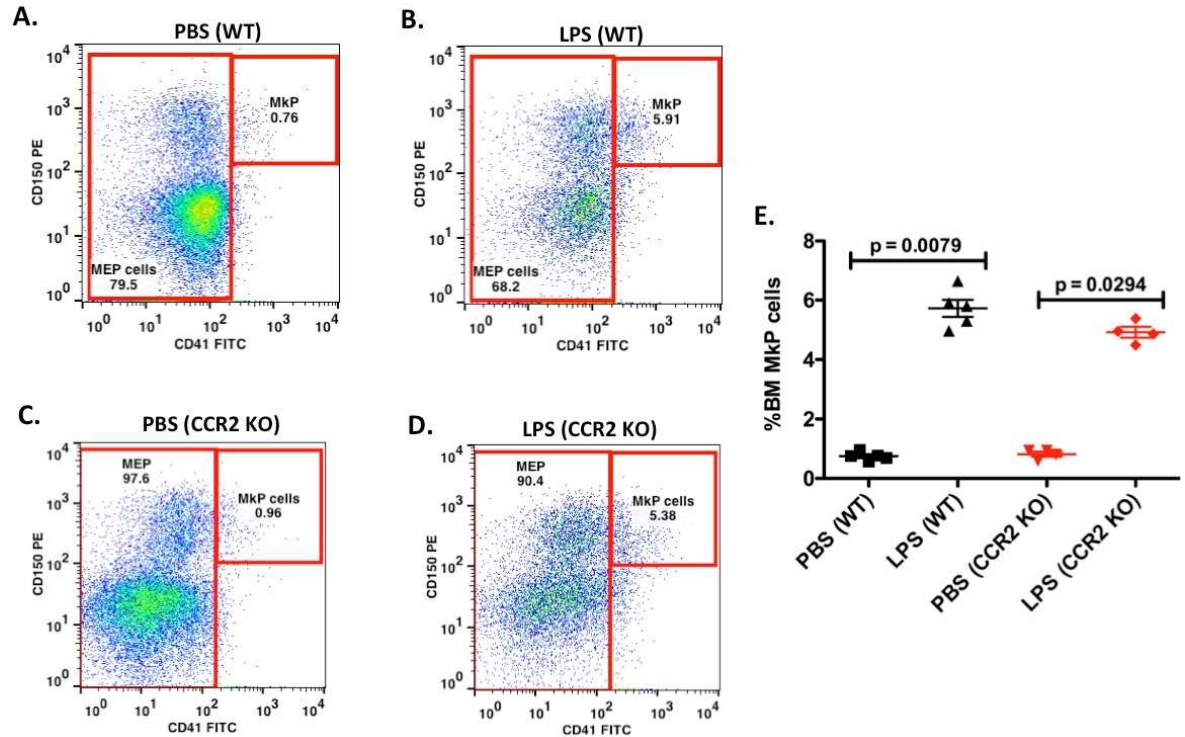 A.
PBS (WT)
10^4
10^3
10^2
10^1
10^0
CD150 PE
MkP
0.76
MEP cells
79.5
10^0 10^1 10^2 10^3 10^4
CD41 FITC
B.
LPS (WT)
10^4
10^3
10^2
10^1
10^0
CD150 PE
MkP
5.91
MEP cells
68.2
10^0 10^1 10^2 10^3 10^4
CD41 FITC
C.
PBS (CCR2 KO)
10^4
10^3
10^2
10^1
10^0
CD150 PE
MEP
97.6
MkP cells
0.96
10^0 10^1 10^2 10^3 10^4
CD41 FITC
D.
LPS (CCR2 KO)
10^4
10^3
10^2
10^1
10^0
CD150 PE
MEP
90.4
MkP cells
5.38
10^0 10^1 10^2 10^3 10^4
CD41 FITC
E.
%BM MkP cells
8
6
4
2
0
p = 0.0079
p = 0.0294
PBS (WT)
LPS (WT)
PBS (CCR2 KO)
LPS (CCR2 KO)